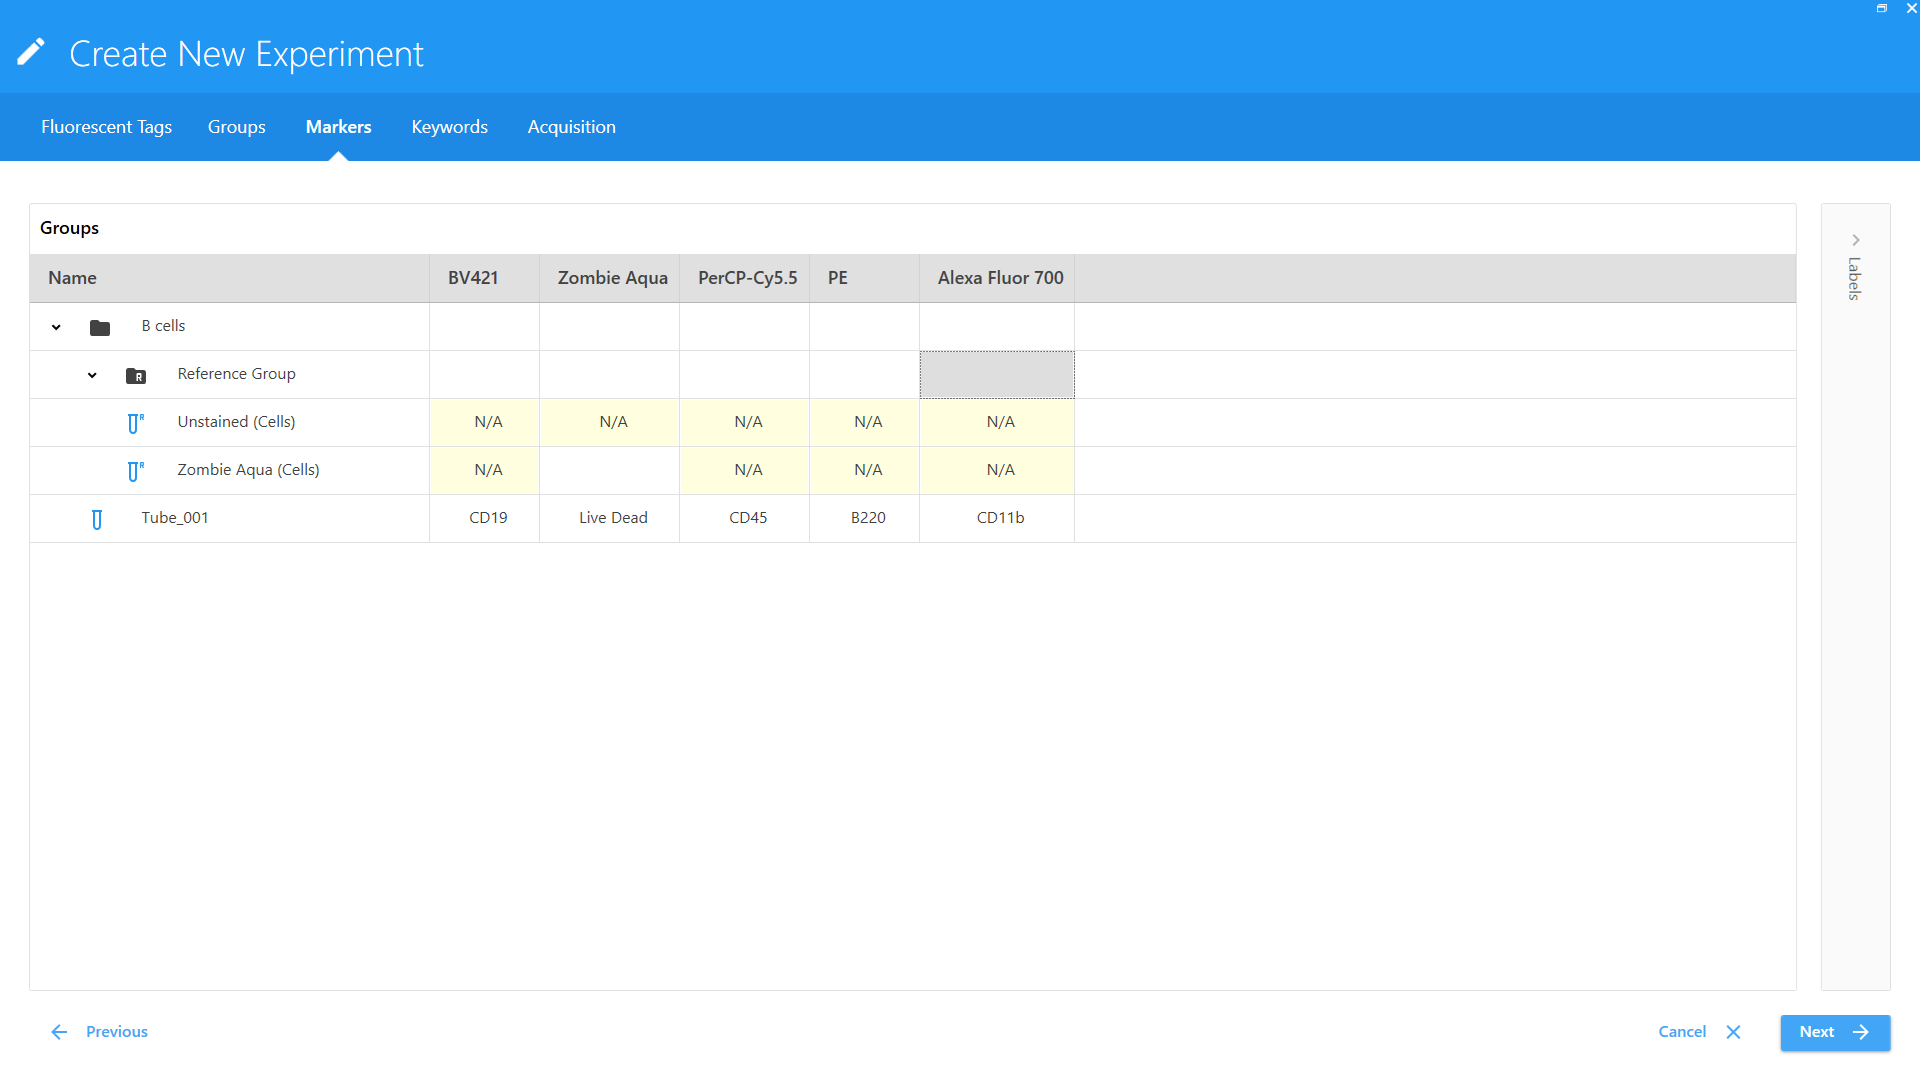 Create New Experiment
Fluorescent Tags Groups Markers Keywords Acquisition
Groups
Labels
Name BV421 Zombie Aqua PerCP-Cy5.5 PE Alexa Fluor 700
B cells
R Reference Group
R Unstained (Cells) N/A N/A N/A N/A N/A
R Zombie Aqua (Cells) N/A N/A N/A N/A
Tube_001 CD19 Live Dead CD45 B220 CD11b
Previous Cancel Next